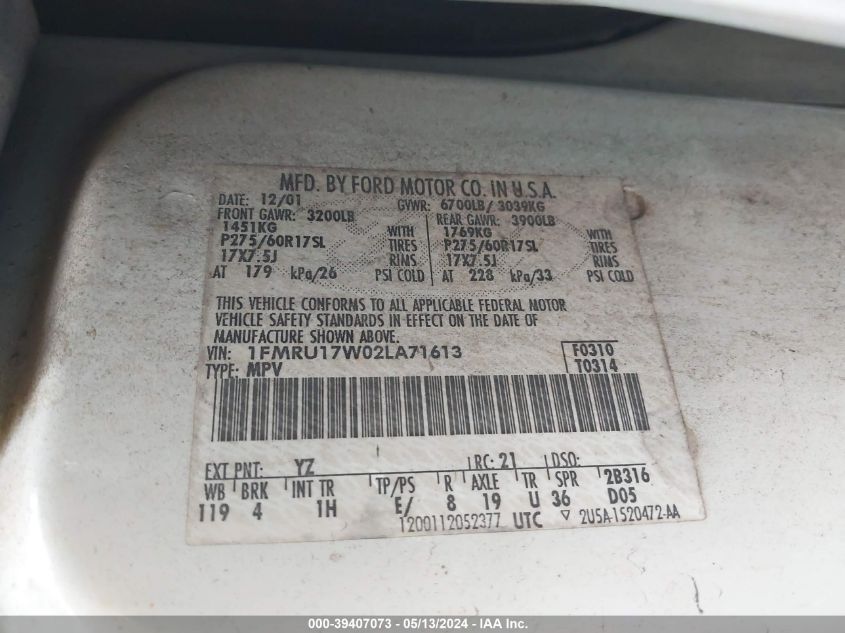 MFD. BY FORD MOTOR CO. IN U.S.A.
DATE: 12/01 GVWR: 6700LB / 3039KG
FRONT GAWR: 3200LB REAR GAWR: 3900LB
1451KG WITH 1769KG WITH
P275/60R17SL TIRES P275/60R17SL TIRES
17X7.5J RIMS 17X7.5J RIMS
AT 179 kPa/26 PSI COLD AT 228 kPa/33 PSI COLD
THIS VEHICLE CONFORMS TO ALL APPLICABLE FEDERAL MOTOR
VEHICLE SAFETY STANDARDS IN EFFECT ON THE DATE OF
MANUFACTURE SHOWN ABOVE.
VIN: 1FMRU17W02LA71613 F0310
TYPE: MPV T0314
EXT PNT: YZ RC: 21 DSO:
WB BRK INT TR TP/PS R AXLE TR SPR 2B316
119 4 1H E/ 8 19 U 36 D05
1200112052377 UTC ▽ 2U5A-1520472-AA
000-39407073 - 05/13/2024 - IAA Inc.